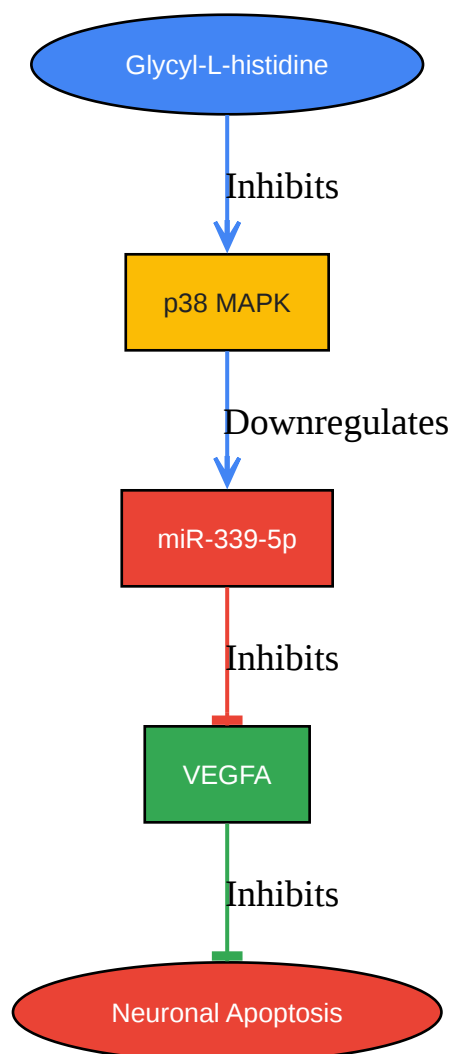 Glycyl-L-histidine
Inhibits
p38 MAPK
Downregulates
miR-339-5p
Inhibits
VEGFA
Inhibits
Neuronal Apoptosis